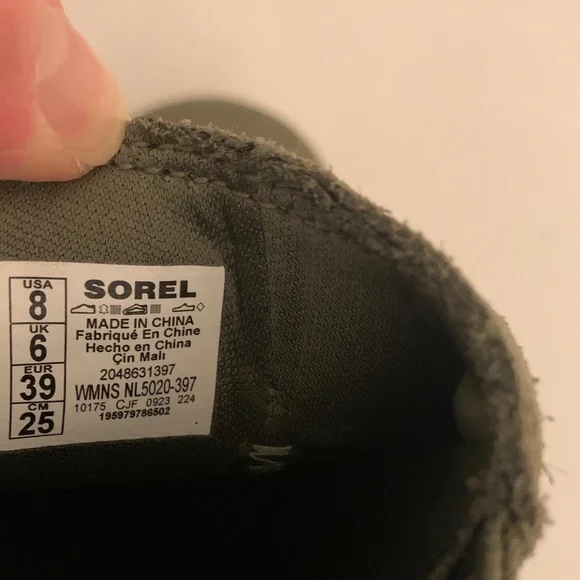 USA
8
UK
6
EUR
39
CM
25
SOREL
MADE IN CHINA
Fabriqué En Chine
Hecho en China
Çin Malı
2048631397
WMNS NL5020-397
10175 CJF 0923 224
195979786502